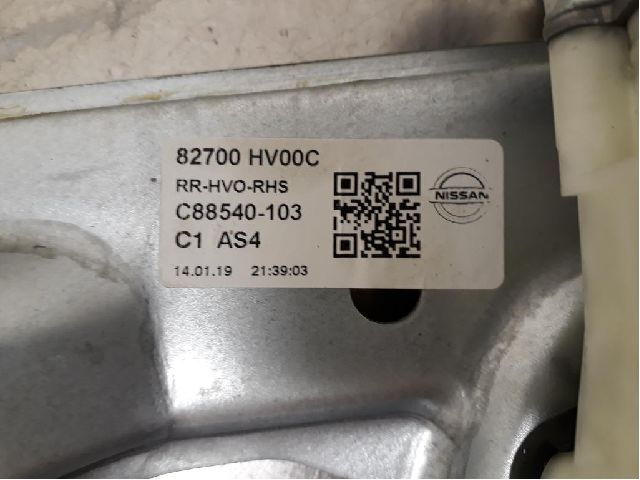 82700 HV00C
RR-HVO-RHS
C88540-103
C1 AS4
14.01.19 21:39:03
NISSAN